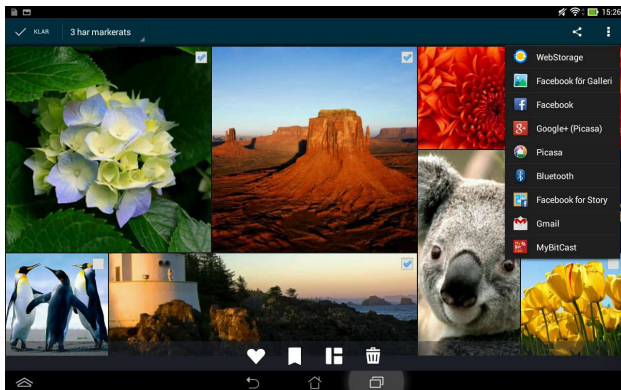 15:26
KLAR
3 har markerats
WebStorage
Facebook för Galleri
Facebook
Google+ (Picasa)
Picasa
Bluetooth
Facebook for Story
Gmail
MyBitCast